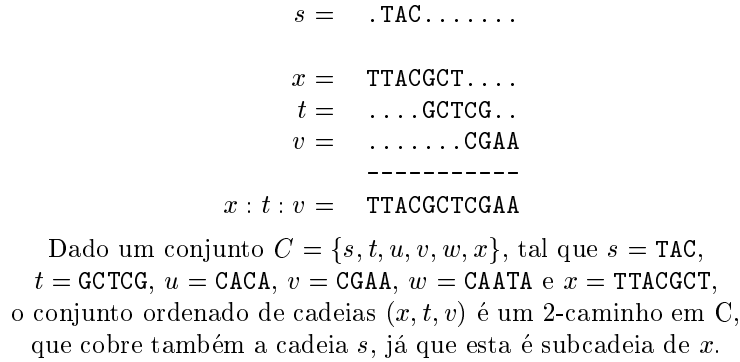 s = .TAC.......
x = TTACGCT....
t = ....GCTCG..
v = .......CGAA
-----------
x : t : v = TTACGCTCGAA
Dado um conjunto C = {s, t, u, v, w, x}, tal que s = TAC,
t = GCTCG, u = CACA, v = CGAA, w = CAATA e x = TTACGCT,
o conjunto ordenado de cadeias (x, t, v) é um 2-caminho em C,
que cobre também a cadeia s, já que esta é subcadeia de x.